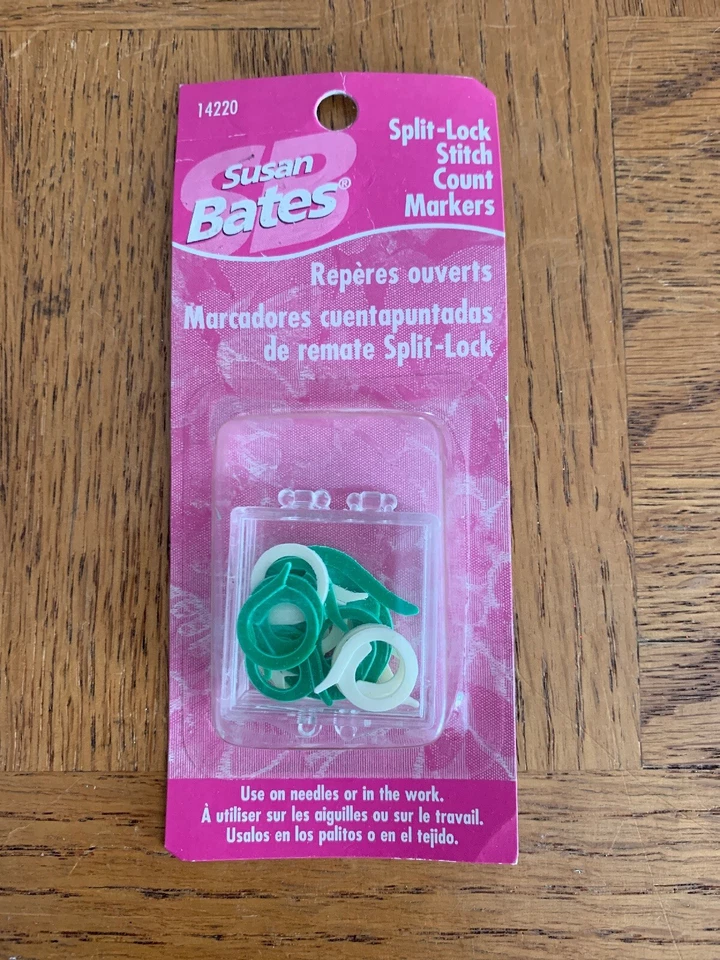 14220
Susan
Bates®
Split-Lock
Stitch
Count
Markers
Repères ouverts
Marcadores cuentapuntadas
de remate Split-Lock
Use on needles or in the work.
À utiliser sur les aiguilles ou sur le travail.
Usalos en los palitos o en el tejido.